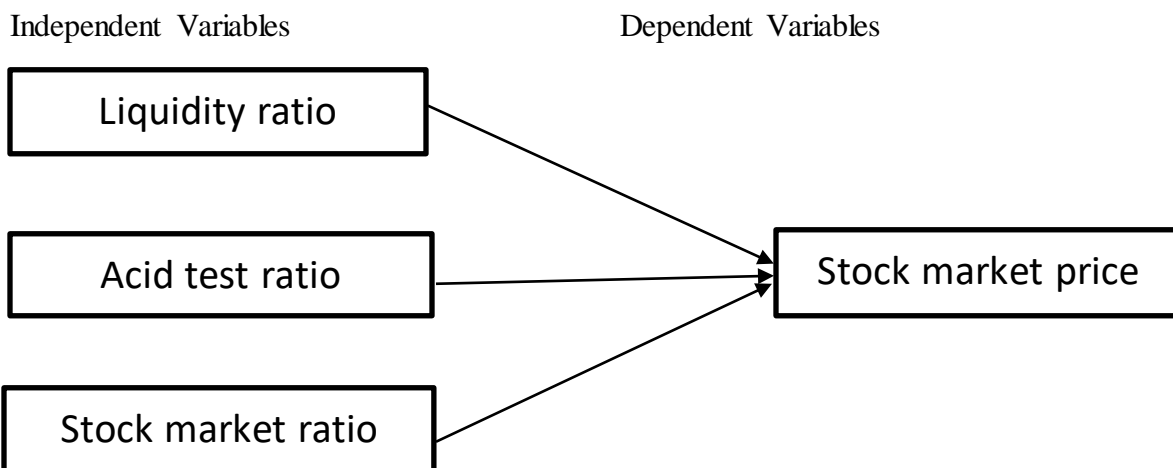 Independent Variables
Dependent Variables
Liquidity ratio
Acid test ratio
Stock market price
Stock market ratio